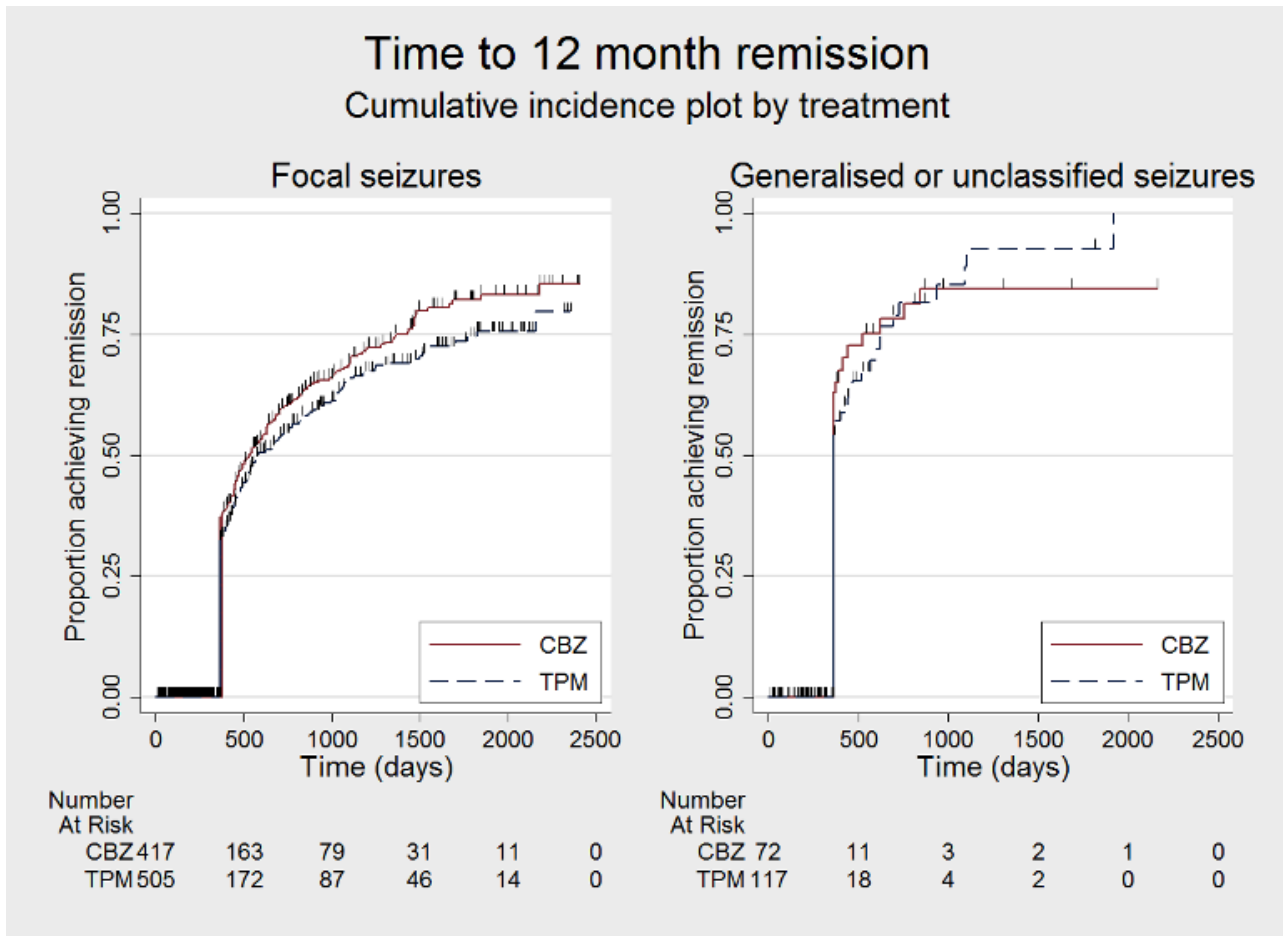 Time to 12 month remission
Cumulative incidence plot by treatment
Focal seizures
Proportion achieving remission
1.00
0.75
0.50
0.25
0.00
CBZ
TPM
0 500 1000 1500 2000 2500
Time (days)
Number
At Risk
CBZ 417 163 79 31 11 0
TPM 505 172 87 46 14 0
Generalised or unclassified seizures
Proportion achieving remission
1.00
0.75
0.50
0.25
0.00
CBZ
TPM
0 500 1000 1500 2000 2500
Time (days)
Number
At Risk
CBZ 72 11 3 2 1 0
TPM 117 18 4 2 0 0